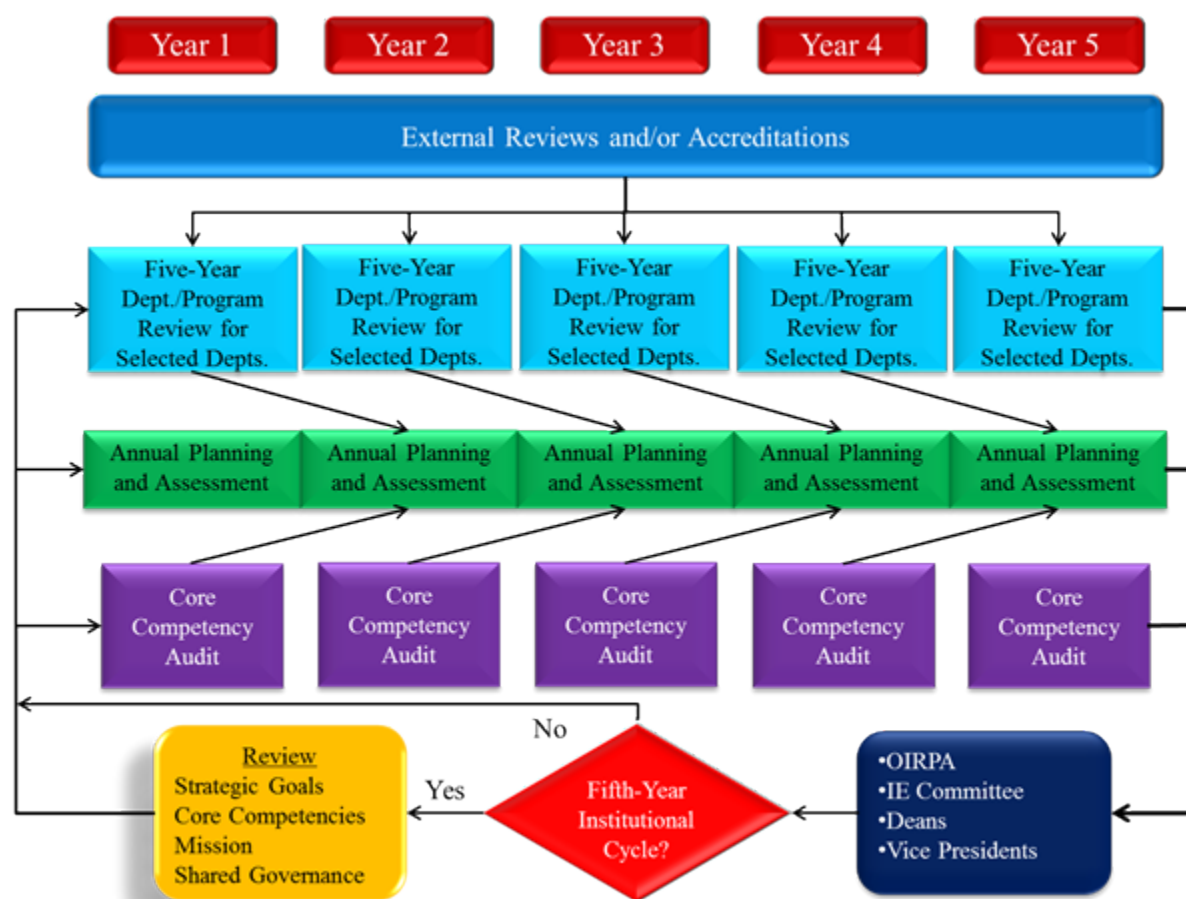 Year 1
Year 2
Year 3
Year 4
Year 5
External Reviews and/or Accreditations
Five-Year
Dept./Program
Review for
Selected Depts.
Five-Year
Dept./Program
Review for
Selected Depts.
Five-Year
Dept./Program
Review for
Selected Depts.
Five-Year
Dept./Program
Review for
Selected Depts.
Five-Year
Dept./Program
Review for
Selected Depts.
Annual Planning
and Assessment
Annual Planning
and Assessment
Annual Planning
and Assessment
Annual Planning
and Assessment
Annual Planning
and Assessment
Core
Competency
Audit
Core
Competency
Audit
Core
Competency
Audit
Core
Competency
Audit
Core
Competency
Audit
Review
Strategic Goals
Core Competencies
Mission
Shared Governance
No
Yes
Fifth-Year
Institutional
Cycle?
•OIRPA
•IE Committee
•Deans
•Vice Presidents